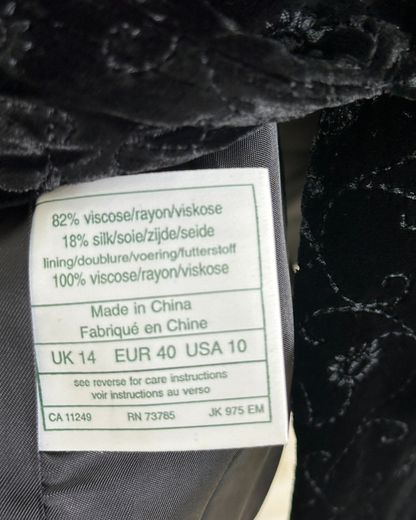 82% viscose/rayon/viskose
18% silk/soie/zijde/seide
lining/doublure/voering/futterstoff
100% viscose/rayon/viskose
Made in China
Fabriqué en Chine
UK 14 EUR 40 USA 10
see reverse for care instructions
voir instructions au verso
CA 11249 RN 73785 JK 975 EM